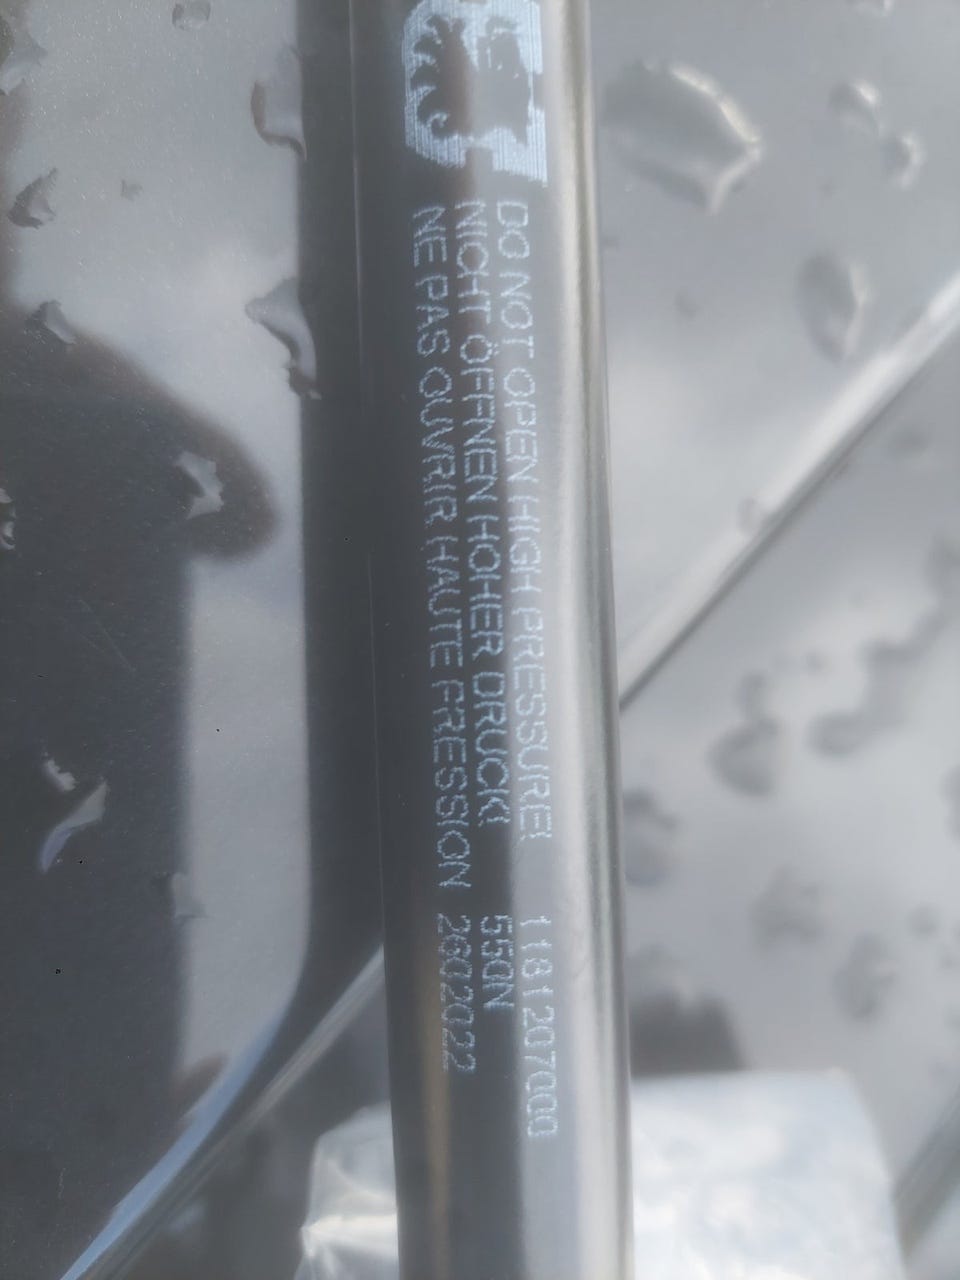 DO NOT OPEN HIGH PRESSURE! 1181207000
NICHT ÖFFNEN HOHER DRUCK! 550N
NE PAS OUVRIR HAUTE PRESSION 2602022